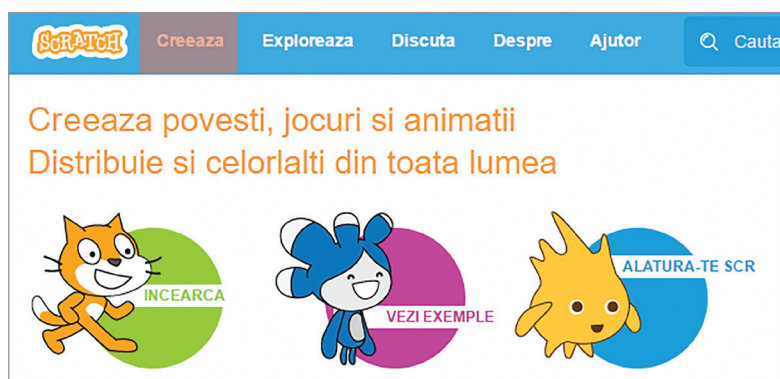 SCRATCH Creeaza Exploreaza Discuta Despre Ajutor Cauta
Creeaza povesti, jocuri si animatii
Distribuie si celorlalti din toata lumea
INCEARCA
VEZI EXEMPLE
ALATURA-TE SCR